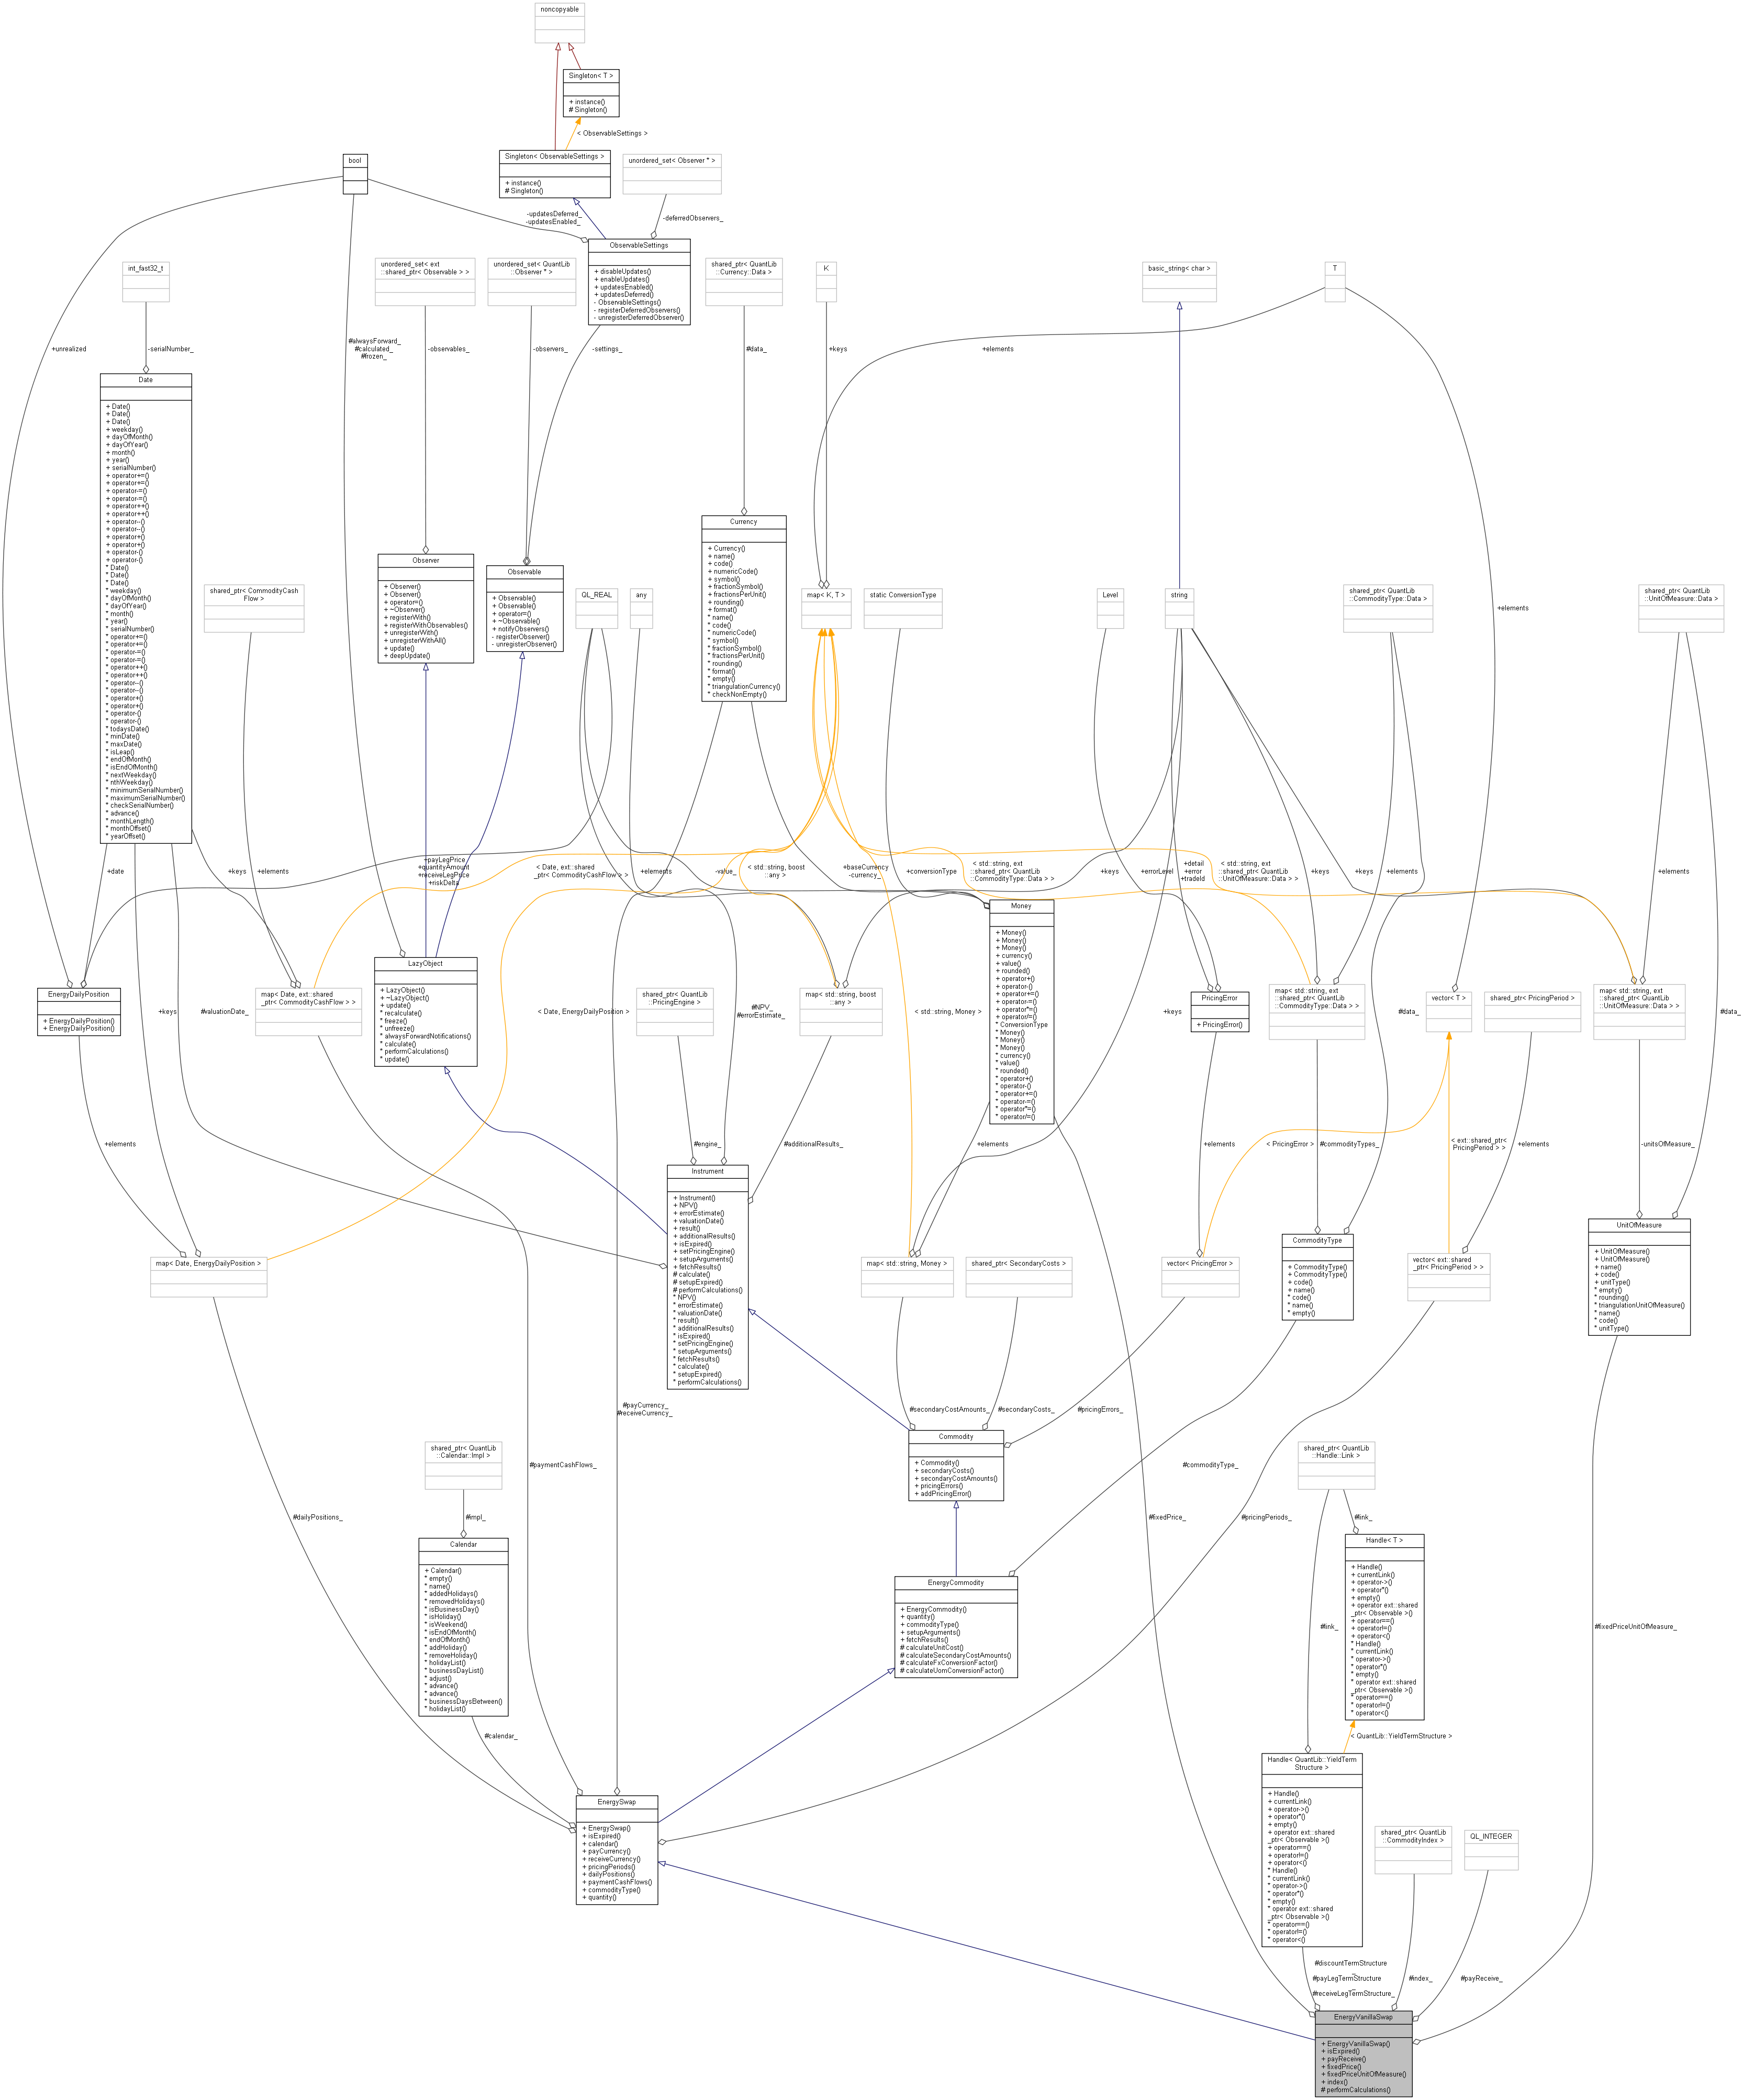 noncopyable
Singleton< T >
+ instance()
# Singleton()
< ObservableSettings >
bool
Singleton< ObservableSettings >
+ instance()
# Singleton()
unordered_set< Observer * >
-updatesDeferred_
-updatesEnabled_
-deferredObservers_
int_fast32_t
unordered_set< ext
::shared_ptr< Observable > >
unordered_set< QuantLib
::Observer * >
ObservableSettings
+ disableUpdates()
+ enableUpdates()
+ updatesEnabled()
+ updatesDeferred()
- ObservableSettings()
- registerDeferredObservers()
- unregisterDeferredObserver()
shared_ptr< QuantLib
::Currency::Data >
K
basic_string< char >
T
+unrealized
-serialNumber_
#alwaysForward_
#calculated_
#frozen_
-observables_
-observers_
-settings_
#data_
+keys
+elements
Date
+ Date()
+ Date()
+ Date()
+ weekday()
+ dayOfMonth()
+ dayOfYear()
+ month()
+ year()
+ serialNumber()
+ operator+=()
+ operator+=()
+ operator-=()
+ operator-=()
+ operator++()
+ operator++()
+ operator--()
+ operator--()
+ operator+()
+ operator+()
+ operator-()
+ operator-()
* Date()
* Date()
* Date()
* weekday()
* dayOfMonth()
* dayOfYear()
* month()
* year()
* serialNumber()
* operator+=()
* operator+=()
* operator-=()
* operator-=()
* operator++()
* operator++()
* operator--()
* operator--()
* operator+()
* operator+()
* operator-()
* operator-()
* todaysDate()
* minDate()
* maxDate()
* isLeap()
* endOfMonth()
* isEndOfMonth()
* nextWeekday()
* nthWeekday()
* minimumSerialNumber()
* maximumSerialNumber()
* checkSerialNumber()
* advance()
* monthLength()
* monthOffset()
* yearOffset()
shared_ptr< CommodityCash
Flow >
Observer
+ Observer()
+ Observer()
+ operator=()
+ ~Observer()
+ registerWith()
+ registerWithObservables()
+ unregisterWith()
+ unregisterWithAll()
+ update()
+ deepUpdate()
Observable
+ Observable()
+ Observable()
+ operator=()
+ ~Observable()
+ notifyObservers()
- registerObserver()
- unregisterObserver()
QL_REAL
any
Currency
+ Currency()
+ name()
+ code()
+ numericCode()
+ symbol()
+ fractionSymbol()
+ fractionsPerUnit()
+ rounding()
+ format()
* name()
* code()
* numericCode()
* symbol()
* fractionSymbol()
* fractionsPerUnit()
* rounding()
* format()
* empty()
* triangulationCurrency()
* checkNonEmpty()
map< K, T >
static ConversionType
Level
string
shared_ptr< QuantLib
::CommodityType::Data >
+elements
shared_ptr< QuantLib
::UnitOfMeasure::Data >
+date
+keys
+elements
+payLegPrice
+quantityAmount
+receiveLegPrice
+riskDelta
< Date, ext::shared
_ptr< CommodityCashFlow > >
+elements
-value_
< std::string, boost
::any >
+baseCurrency
-currency_
+conversionType
< std::string, ext
::shared_ptr< QuantLib
::CommodityType::Data > >
+keys
+errorLevel
+detail
+error
+tradeId
< std::string, ext
::shared_ptr< QuantLib
::UnitOfMeasure::Data > >
+keys
+keys
+elements
+elements
EnergyDailyPosition
+ EnergyDailyPosition()
+ EnergyDailyPosition()
+keys
#valuationDate_
map< Date, ext::shared
_ptr< CommodityCashFlow > >
LazyObject
+ LazyObject()
+ ~LazyObject()
+ update()
* recalculate()
* freeze()
* unfreeze()
* alwaysForwardNotifications()
* calculate()
* performCalculations()
* update()
< Date, EnergyDailyPosition >
shared_ptr< QuantLib
::PricingEngine >
#NPV_
#errorEstimate_
map< std::string, boost
::any >
< std::string, Money >
Money
+ Money()
+ Money()
+ Money()
+ currency()
+ value()
+ rounded()
+ operator+()
+ operator-()
+ operator+=()
+ operator-=()
+ operator*=()
+ operator/=()
* ConversionType
* Money()
* Money()
* Money()
* currency()
* value()
* rounded()
* operator+()
* operator-()
* operator+=()
* operator-=()
* operator*=()
* operator/=()
+keys
PricingError
+ PricingError()
map< std::string, ext
::shared_ptr< QuantLib
::CommodityType::Data > >
#data_
vector< T >
shared_ptr< PricingPeriod >
map< std::string, ext
::shared_ptr< QuantLib
::UnitOfMeasure::Data > >
#data_
+elements
#engine_
#additionalResults_
+elements
+elements
< PricingError >
#commodityTypes_
< ext::shared_ptr<
PricingPeriod > >
+elements
-unitsOfMeasure_
map< Date, EnergyDailyPosition >
Instrument
+ Instrument()
+ NPV()
+ errorEstimate()
+ valuationDate()
+ result()
+ additionalResults()
+ isExpired()
+ setPricingEngine()
+ setupArguments()
+ fetchResults()
# calculate()
# setupExpired()
# performCalculations()
* NPV()
* errorEstimate()
* valuationDate()
* result()
* additionalResults()
* isExpired()
* setPricingEngine()
* setupArguments()
* fetchResults()
* calculate()
* setupExpired()
* performCalculations()
map< std::string, Money >
shared_ptr< SecondaryCosts >
vector< PricingError >
CommodityType
+ CommodityType()
+ CommodityType()
+ code()
+ name()
* code()
* name()
* empty()
vector< ext::shared
_ptr< PricingPeriod > >
UnitOfMeasure
+ UnitOfMeasure()
+ UnitOfMeasure()
+ name()
+ code()
+ unitType()
* empty()
* rounding()
* triangulationUnitOfMeasure()
* name()
* code()
* unitType()
#payCurrency_
#receiveCurrency_
#secondaryCostAmounts_
#secondaryCosts_
#pricingErrors_
#dailyPositions_
shared_ptr< QuantLib
::Calendar::Impl >
#impl_
#paymentCashFlows_
Commodity
+ Commodity()
+ secondaryCosts()
+ secondaryCostAmounts()
+ pricingErrors()
+ addPricingError()
#fixedPrice_
#commodityType_
#pricingPeriods_
shared_ptr< QuantLib
::Handle::Link >
#link_
Calendar
+ Calendar()
* empty()
* name()
* addedHolidays()
* removedHolidays()
* isBusinessDay()
* isHoliday()
* isWeekend()
* isEndOfMonth()
* endOfMonth()
* addHoliday()
* removeHoliday()
* holidayList()
* businessDayList()
* adjust()
* advance()
* advance()
* businessDaysBetween()
* holidayList()
EnergyCommodity
+ EnergyCommodity()
+ quantity()
+ commodityType()
+ setupArguments()
+ fetchResults()
# calculateUnitCost()
# calculateSecondaryCostAmounts()
# calculateFxConversionFactor()
# calculateUomConversionFactor()
#link_
Handle< T >
+ Handle()
+ currentLink()
+ operator->()
+ operator*()
+ empty()
+ operator ext::shared
_ptr< Observable >()
+ operator==()
+ operator!=()
+ operator<()
* Handle()
* currentLink()
* operator->()
* operator*()
* empty()
* operator ext::shared
_ptr< Observable >()
* operator==()
* operator!=()
* operator<()
#fixedPriceUnitOfMeasure_
#calendar_
< QuantLib::YieldTermStructure >
EnergySwap
+ EnergySwap()
+ isExpired()
+ calendar()
+ payCurrency()
+ receiveCurrency()
+ pricingPeriods()
+ dailyPositions()
+ paymentCashFlows()
+ commodityType()
+ quantity()
Handle< QuantLib::YieldTerm
Structure >
+ Handle()
+ currentLink()
+ operator->()
+ operator*()
+ empty()
+ operator ext::shared
_ptr< Observable >()
+ operator==()
+ operator!=()
+ operator<()
* Handle()
* currentLink()
* operator->()
* operator*()
* empty()
* operator ext::shared
_ptr< Observable >()
* operator==()
* operator!=()
* operator<()
shared_ptr< QuantLib
::CommodityIndex >
QL_INTEGER
#discountTermStructure
_
#payLegTermStructure
_
#receiveLegTermStructure_
#index_
#payReceive_
EnergyVanillaSwap
+ EnergyVanillaSwap()
+ isExpired()
+ payReceive()
+ fixedPrice()
+ fixedPriceUnitOfMeasure()
+ index()
# performCalculations()